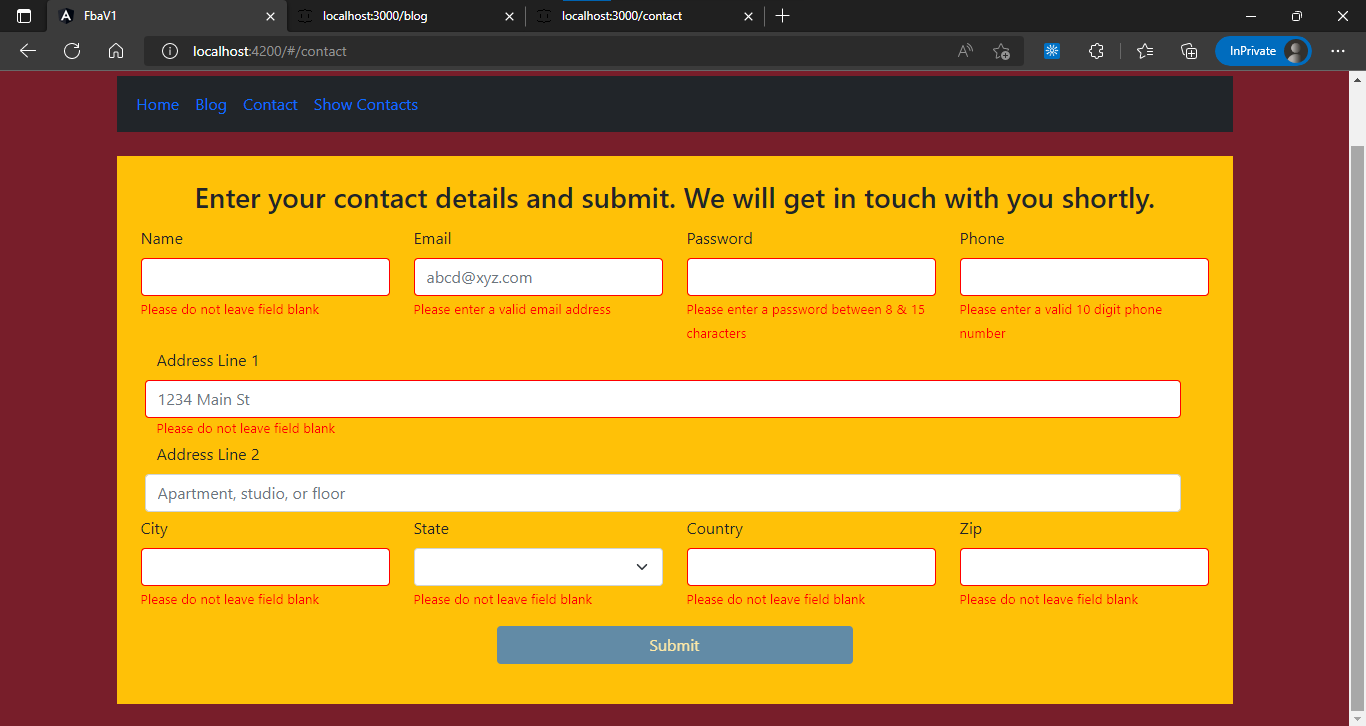 FbaV1
localhost:3000/blog
localhost:3000/contact
localhost:4200/#/contact
InPrivate
Home Blog Contact Show Contacts
Enter your contact details and submit. We will get in touch with you shortly.
Name Email Password Phone
abcd@xyz.com
Please do not leave field blank
Please enter a valid email address
Please enter a password between 8 & 15
characters
Please enter a valid 10 digit phone
number
Address Line 1
1234 Main St
Please do not leave field blank
Address Line 2
Apartment, studio, or floor
City State Country Zip
Please do not leave field blank
Please do not leave field blank
Please do not leave field blank
Please do not leave field blank
Submit